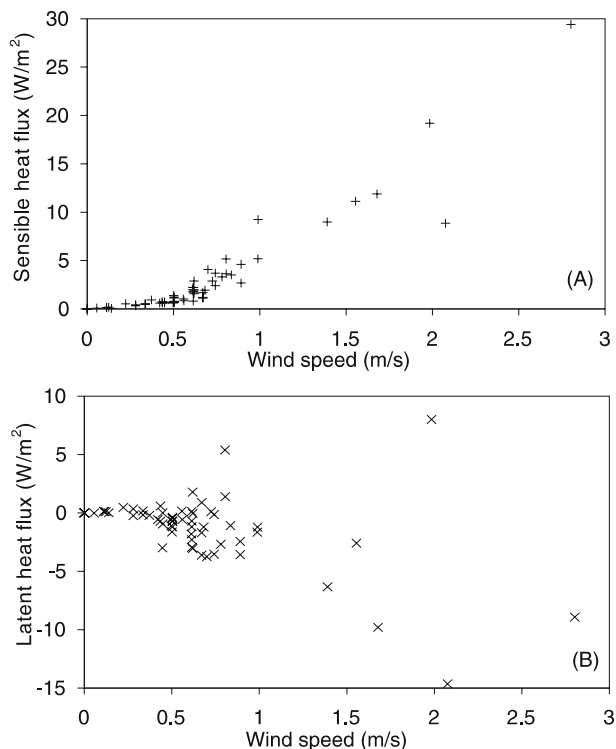 30
25
20
15
10
5
0
Sensible heat flux (W/m²)
(A)
0 0.5 1 1.5 2 2.5 3
Wind speed (m/s)
10
5
0
-5
-10
-15
Latent heat flux (W/m²)
(B)
0 0.5 1 1.5 2 2.5 3
Wind speed (m/s)